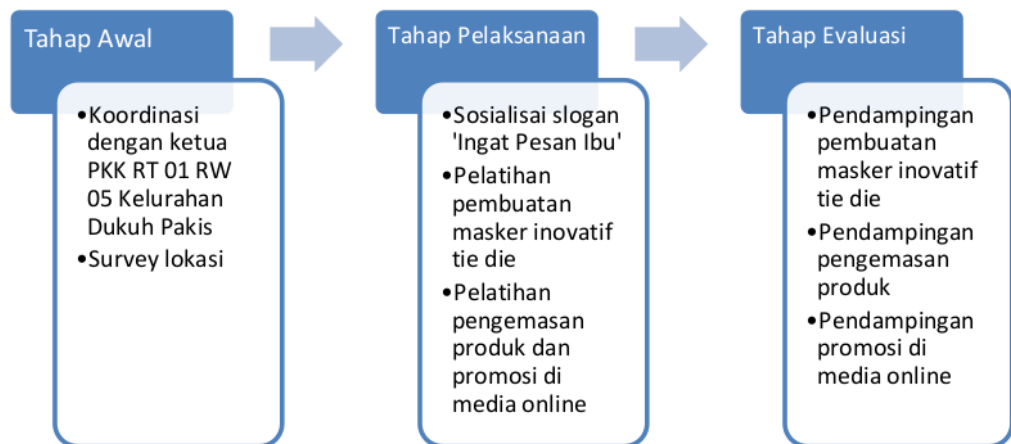 Tahap Awal
•Koordinasi
dengan ketua
PKK RT 01 RW
05 Kelurahan
Dukuh Pakis
•Survey lokasi
Tahap Pelaksanaan
•Sosialisai slogan
'Ingat Pesan Ibu'
•Pelatihan
pembuatan
masker inovatif
tie die
•Pelatihan
pengemasan
produk dan
promosi di
media online
Tahap Evaluasi
•Pendampingan
pembuatan
masker inovatif
tie die
•Pendampingan
pengemasan
produk
•Pendampingan
promosi di
media online